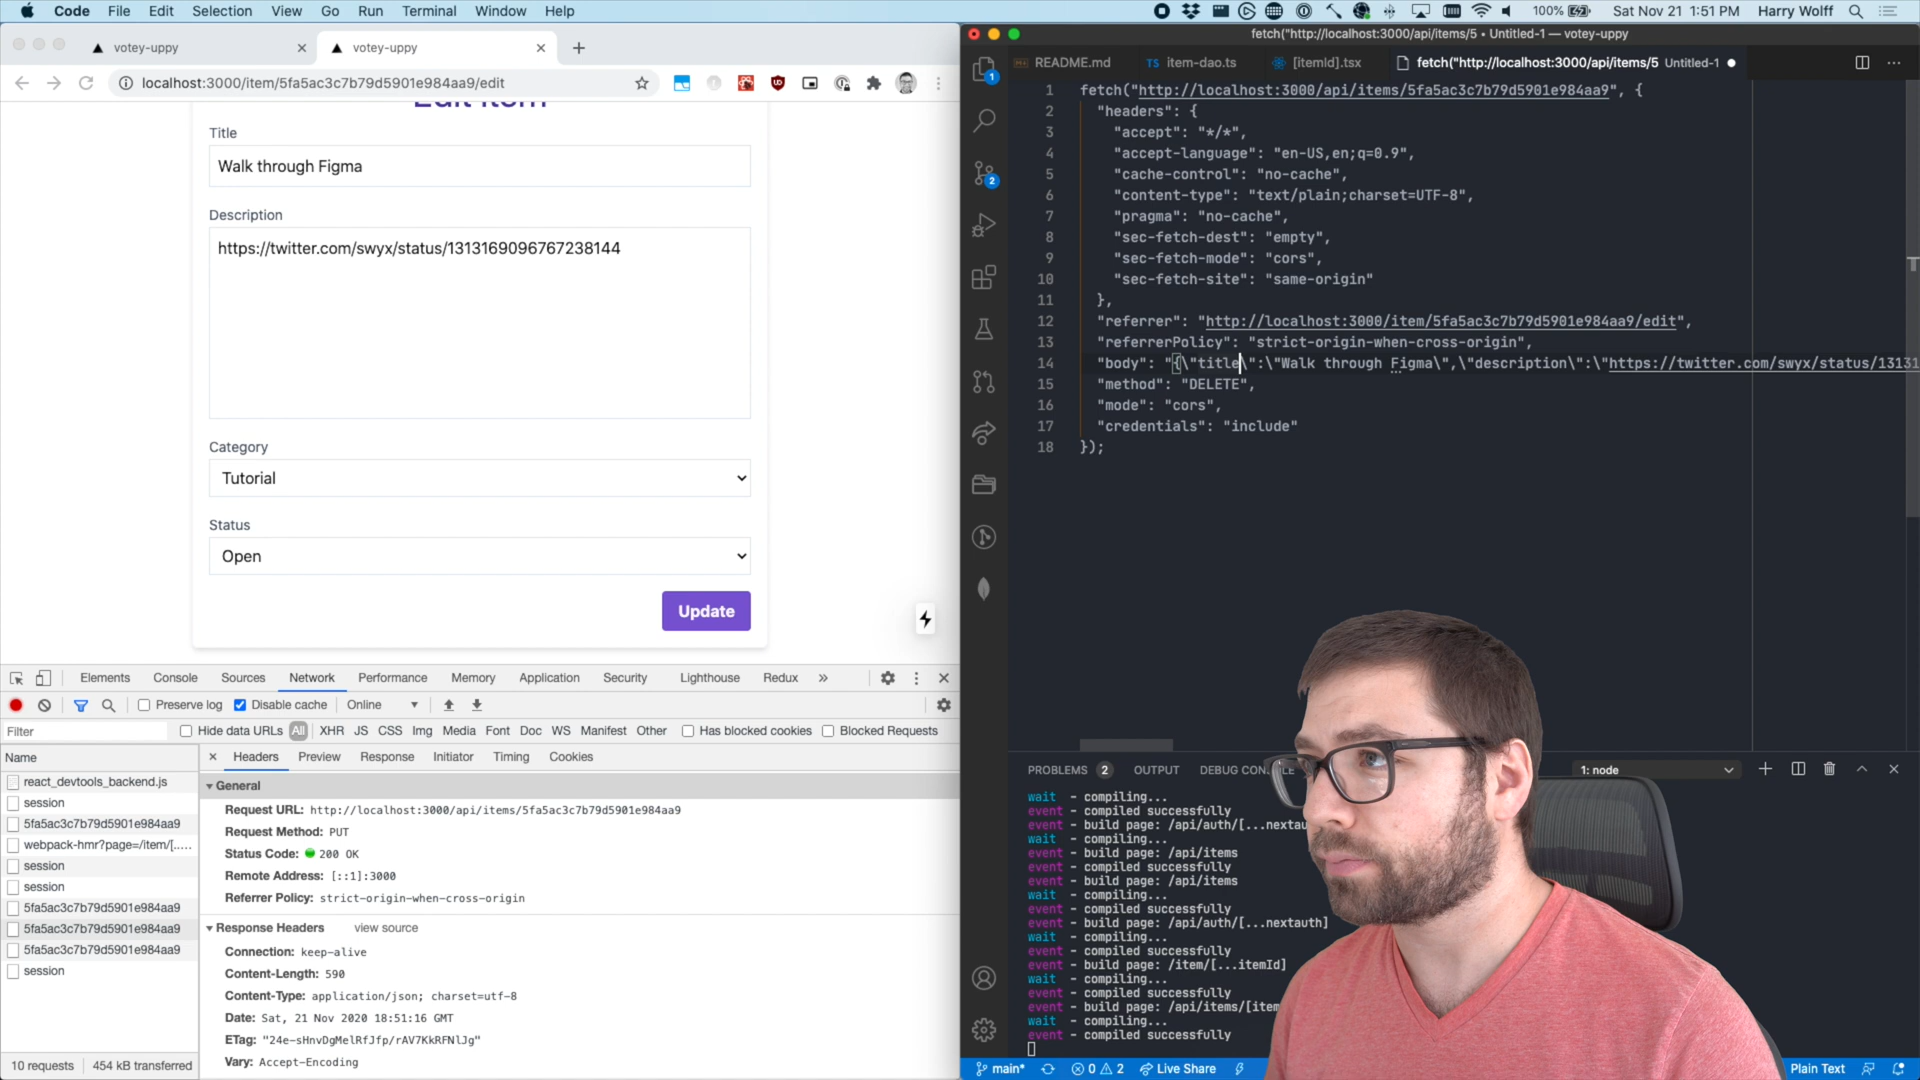 Code File Edit Selection View Go Run Terminal Window Help
100% Sat Nov 21 1:51 PM Harry Wolff
votey-uppy
votey-uppy
localhost:3000/item/5fa5ac3c7b79d5901e984aa9/edit
Edit Item
Title
Walk through Figma
Description
https://twitter.com/swyx/status/1313169096767238144
Category
Tutorial
Status
Open
Update
Elements Console Sources Network Performance Memory Application Security Lighthouse Redux »
Preserve log Disable cache Online
Filter Hide data URLs All XHR JS CSS Img Media Font Doc WS Manifest Other Has blocked cookies Blocked Requests
Name
react_devtools_backend.js
session
5fa5ac3c7b79d5901e984aa9
webpack-hmr?page=/item/[.....
session
session
5fa5ac3c7b79d5901e984aa9
5fa5ac3c7b79d5901e984aa9
5fa5ac3c7b79d5901e984aa9
session
10 requests 454 kB transferred
Headers Preview Response Initiator Timing Cookies
General
Request URL: http://localhost:3000/api/items/5fa5ac3c7b79d5901e984aa9
Request Method: PUT
Status Code: 200 OK
Remote Address: [::1]:3000
Referrer Policy: strict-origin-when-cross-origin
Response Headers view source
Connection: keep-alive
Content-Length: 590
Content-Type: application/json; charset=utf-8
Date: Sat, 21 Nov 2020 18:51:16 GMT
ETag: "24e-sHnvDgMelRfJfp/rAV7KkRFNlJg"
Vary: Accept-Encoding
fetch("http://localhost:3000/api/items/5 • Untitled-1 — votey-uppy
README.md TS item-dao.ts [itemId].tsx fetch("http://localhost:3000/api/items/5 Untitled-1
1 fetch("http://localhost:3000/api/items/5fa5ac3c7b79d5901e984aa9", {
2 "headers": {
3 "accept": "*/*",
4 "accept-language": "en-US,en;q=0.9",
5 "cache-control": "no-cache",
6 "content-type": "text/plain;charset=UTF-8",
7 "pragma": "no-cache",
8 "sec-fetch-dest": "empty",
9 "sec-fetch-mode": "cors",
10 "sec-fetch-site": "same-origin"
11 },
12 "referrer": "http://localhost:3000/item/5fa5ac3c7b79d5901e984aa9/edit",
13 "referrerPolicy": "strict-origin-when-cross-origin",
14 "body": "{\"title\":\"Walk through Figma\",\"description\":\"https://twitter.com/swyx/status/13131
15 "method": "DELETE",
16 "mode": "cors",
17 "credentials": "include"
18 });
1
2
PROBLEMS 2 OUTPUT DEBUG CON LE 1: node
wait - compiling...
event - compiled successfully
event - build page: /api/auth/[...nextau
wait - compiling...
event - build page: /api/items
event - compiled successfully
event - build page: /api/items
wait - compiling...
event - compiled successfully
event - build page: /api/auth/[...nextauth]
wait - compiling...
event - compiled successfully
event - build page: /item/[...itemId]
wait - compiling...
event - compiled successfully
event - build page: /api/items/[item
wait - compiling...
event - compiled successfully
main* 0 2 Live Share Plain Text